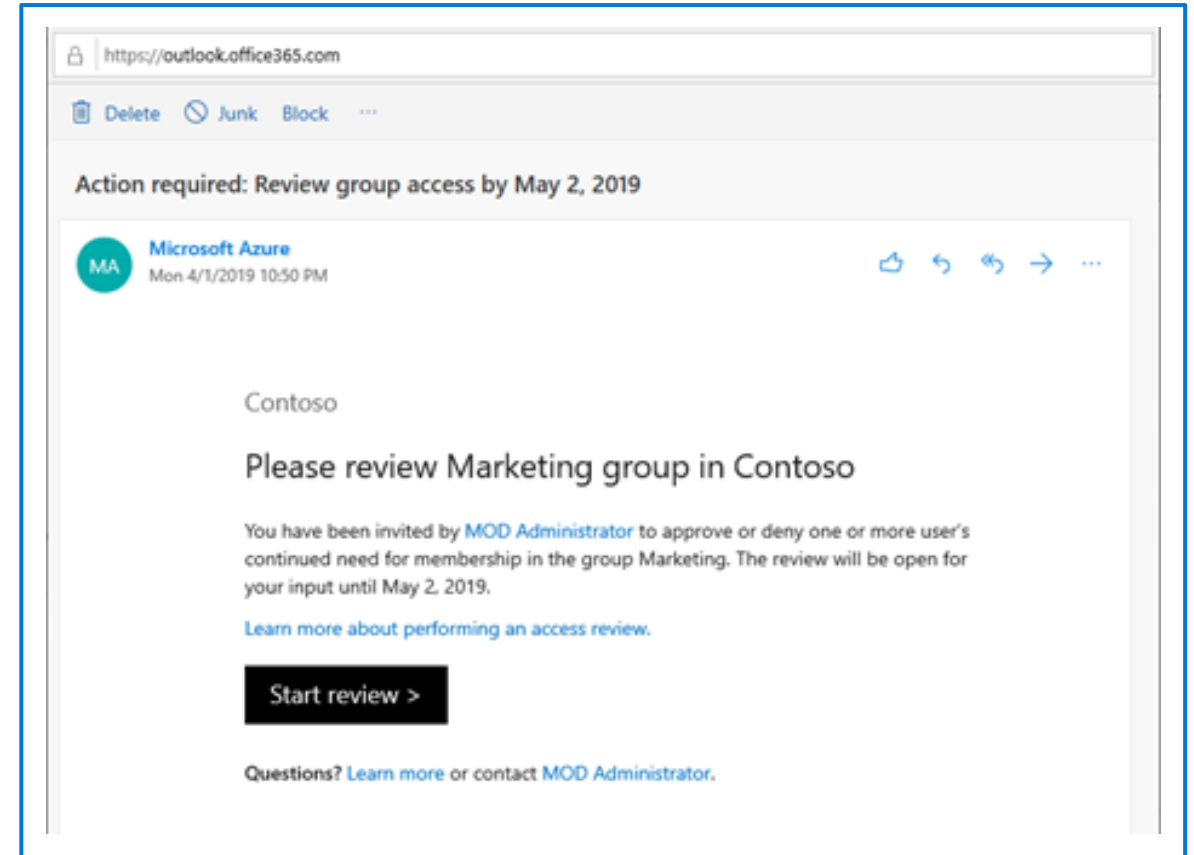 https://outlook.office365.com
Delete Junk Block ...
Action required: Review group access by May 2, 2019
Microsoft Azure
MA
Mon 4/1/2019 10:50 PM
...
Contoso
Please review Marketing group in Contoso
You have been invited by MOD Administrator to approve or deny one or more user's
continued need for membership in the group Marketing. The review will be open for
your input until May 2, 2019.
Learn more about performing an access review.
Start review >
Questions? Learn more or contact MOD Administrator.